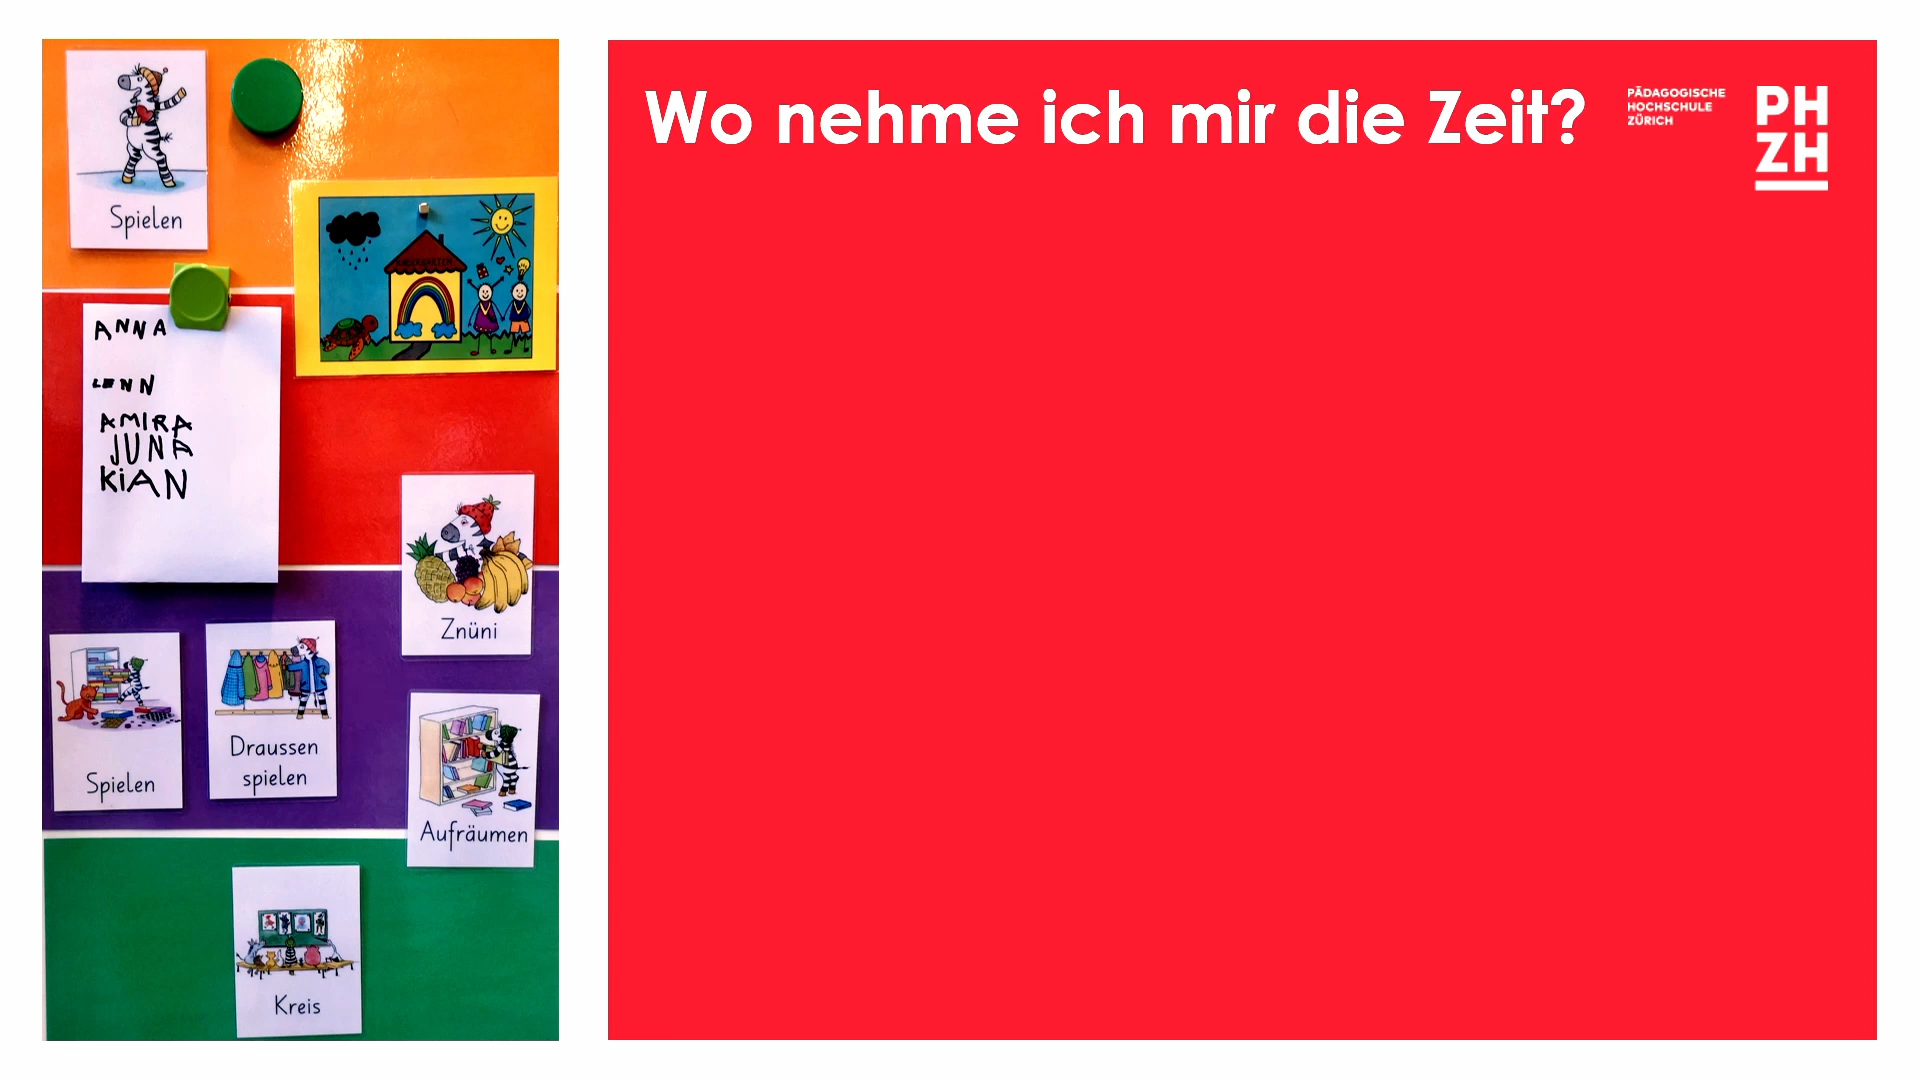 Spielen
ANNA
LENN
AMIRA
JUNA
KiAN
Znüni
Spielen
Draussen
spielen
Aufräumen
Kreis
Wo nehme ich mir die Zeit?
PÄDAGOGISCHE
HOCHSCHULE
ZÜRICH
PH
ZH